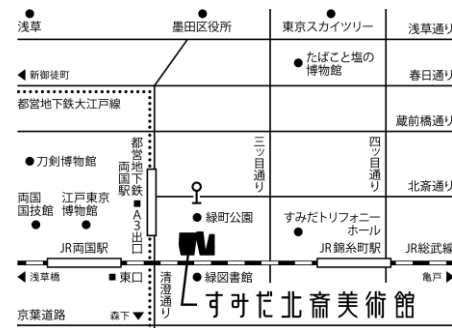 浅草
墨田区役所
東京スカイツリー
浅草通り
たばこと塩の
博物館
新御徒町
春日通り
都営地下鉄大江戸線
蔵前橋通り
都営地下鉄
両国駅
A3出口
三ッ目通り
四ッ目通り
刀剣博物館
北斎通り
両国
国技館
江戸東京
博物館
緑町公園
すみだトリフォニー
ホール
JR両国駅
JR錦糸町駅
JR総武線
浅草橋
東口
清澄通り
緑図書館
亀戸
すみだ北斎美術館
京葉道路
森下